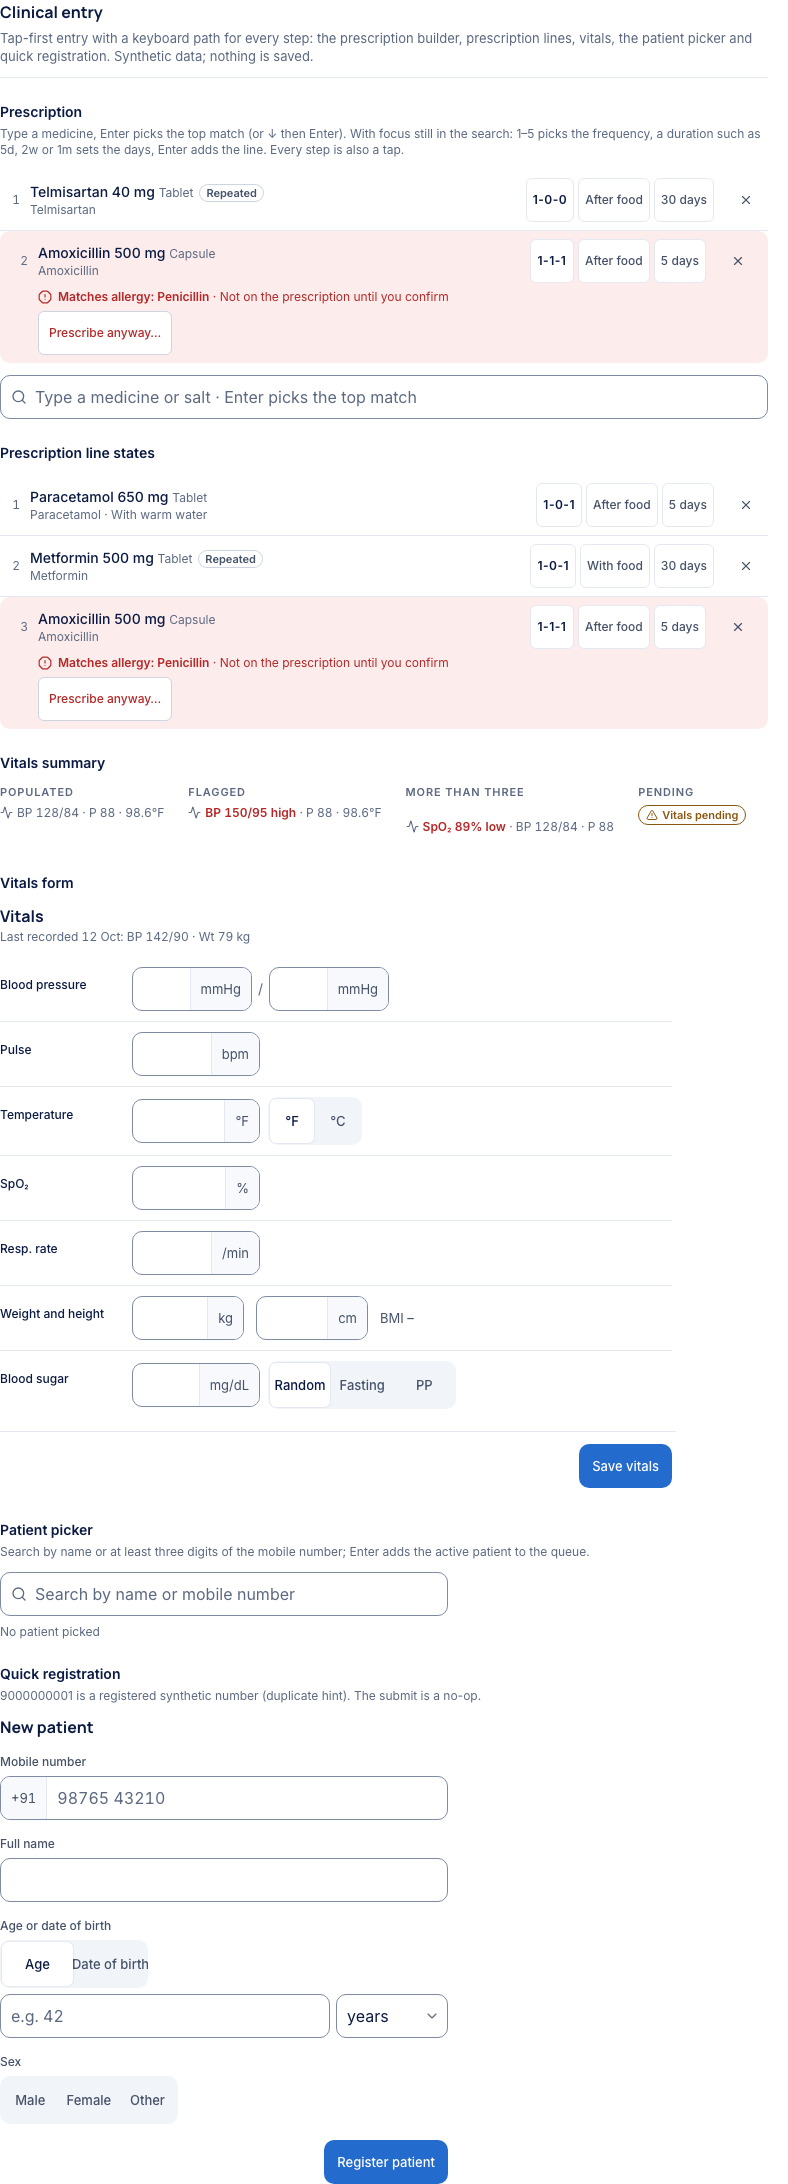 Clinical entry
Tap-first entry with a keyboard path for every step: the prescription builder, prescription lines, vitals, the patient picker and
quick registration. Synthetic data; nothing is saved.
Prescription
Type a medicine, Enter picks the top match (or ↓ then Enter). With focus still in the search: 1–5 picks the frequency, a duration such as
5d, 2w or 1m sets the days, Enter adds the line. Every step is also a tap.
1 Telmisartan 40 mg Tablet Repeated 1-0-0 After food 30 days ×
Telmisartan
2 Amoxicillin 500 mg Capsule 1-1-1 After food 5 days ×
Amoxicillin
Matches allergy: Penicillin · Not on the prescription until you confirm
Prescribe anyway...
Type a medicine or salt · Enter picks the top match
Prescription line states
1 Paracetamol 650 mg Tablet 1-0-1 After food 5 days ×
Paracetamol · With warm water
2 Metformin 500 mg Tablet Repeated 1-0-1 With food 30 days ×
Metformin
3 Amoxicillin 500 mg Capsule 1-1-1 After food 5 days ×
Amoxicillin
Matches allergy: Penicillin · Not on the prescription until you confirm
Prescribe anyway...
Vitals summary
POPULATED FLAGGED MORE THAN THREE PENDING
BP 128/84 · P 88 · 98.6°F BP 150/95 high · P 88 · 98.6°F SpO₂ 89% low · BP 128/84 · P 88 Vitals pending
Vitals form
Vitals
Last recorded 12 Oct: BP 142/90 · Wt 79 kg
Blood pressure mmHg / mmHg
Pulse bpm
Temperature °F °F °C
SpO₂ %
Resp. rate /min
Weight and height kg cm BMI –
Blood sugar mg/dL Random Fasting PP
Save vitals
Patient picker
Search by name or at least three digits of the mobile number; Enter adds the active patient to the queue.
Search by name or mobile number
No patient picked
Quick registration
9000000001 is a registered synthetic number (duplicate hint). The submit is a no-op.
New patient
Mobile number
+91 98765 43210
Full name
Age or date of birth
Age Date of birth
e.g. 42 years
Sex
Male Female Other
Register patient